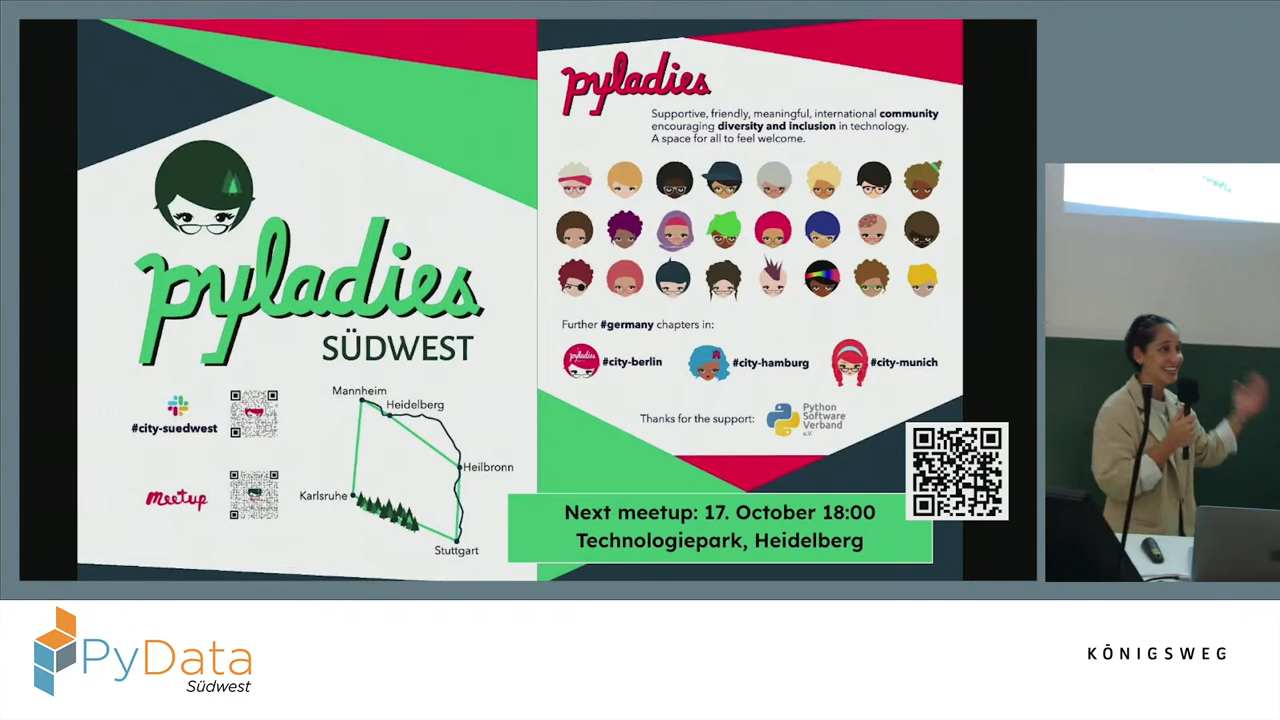 pyladies
SÜDWEST
#city-suedwest
Meetup
Mannheim
Heidelberg
Heilbronn
Karlsruhe
Stuttgart
pyladies
Supportive, friendly, meaningful, international community
encouraging diversity and inclusion in technology.
A space for all to feel welcome.
Further #germany chapters in:
pyladies
#city-berlin
#city-hamburg
#city-munich
Thanks for the support:
Python
Software
Verband
e.V.
Next meetup: 17. October 18:00
Technologiepark, Heidelberg
PyData
Südwest
KÖNIGSWEG